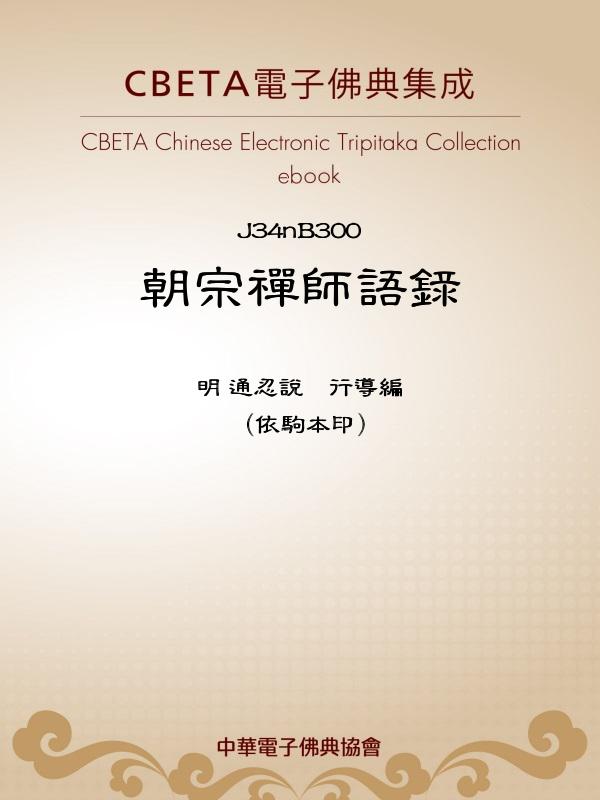 CBETA電子佛典集成
CBETA Chinese Electronic Tripitaka Collection
ebook
J34nB300
朝宗禪師語錄
明 通忍說　行導編
（依駒本印）
中華電子佛典協會